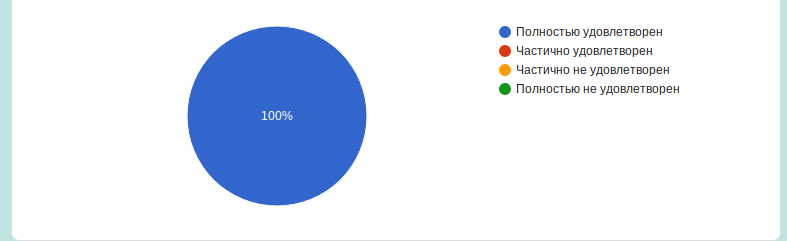 Полностью удовлетворен
Частично удовлетворен
Частично не удовлетворен
Полностью не удовлетворен
100%